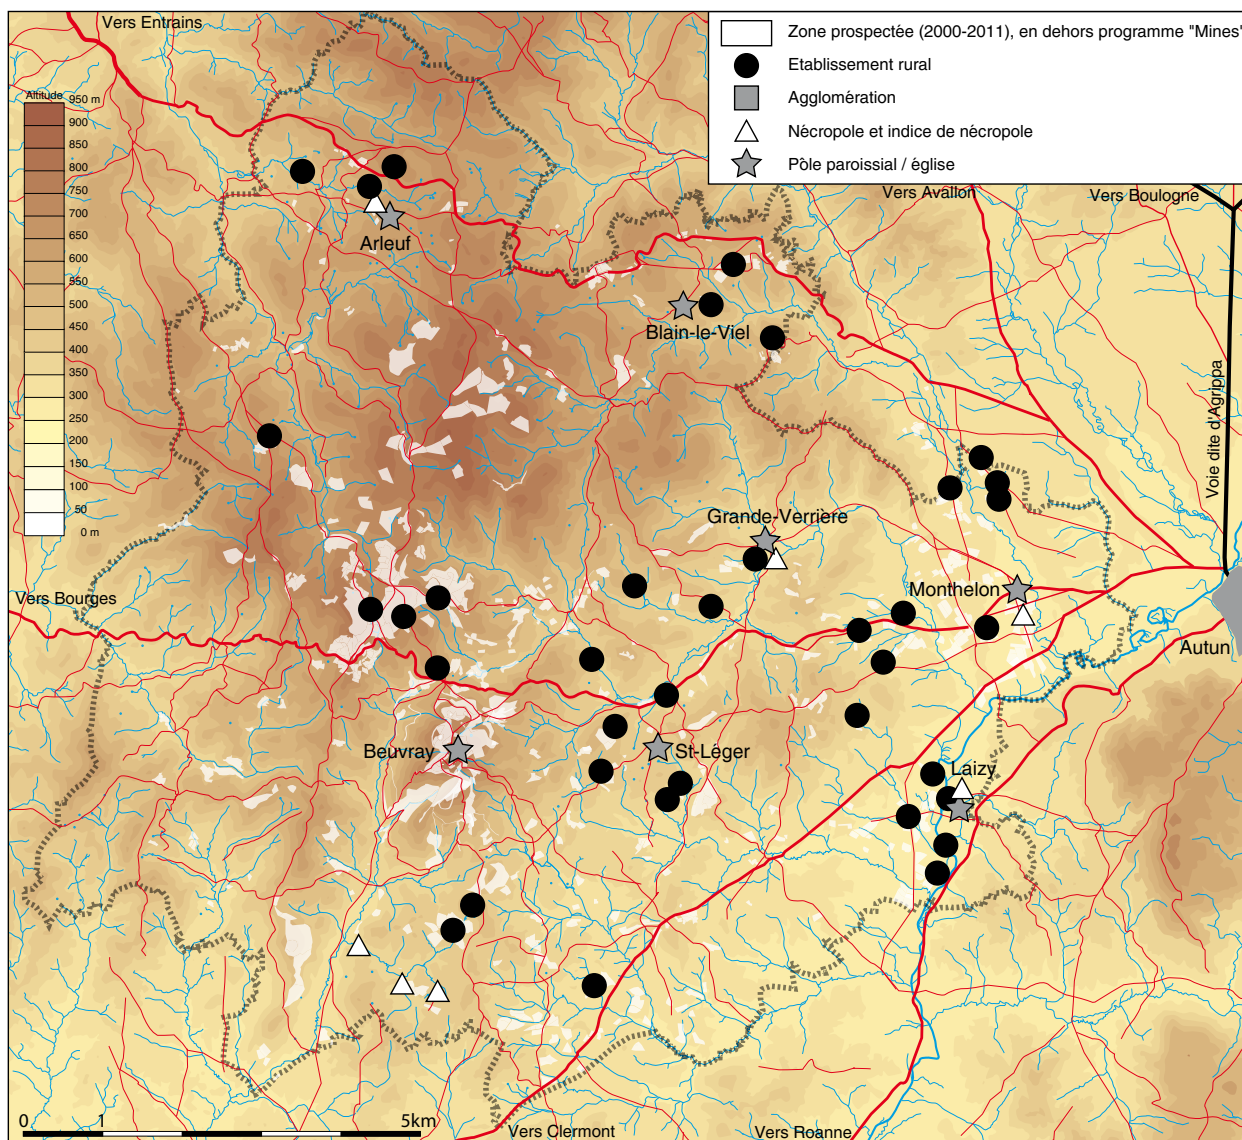 Vers Entrains
Zone prospectée (2000-2011), en dehors programme "Mines"
Etablissement rural
Agglomération
Nécropole et indice de nécropole
Pôle paroissial / église
Altitude
950 m
900
850
800
750
700
650
600
550
500
450
400
350
300
250
200
150
100
50
0 m
Vers Avallon
Vers Boulogne
Arleuf
Blain-le-Viel
Voie dite d'Agrippa
Grande-Verrière
Monthelon
Vers Bourges
Autun
Beuvray
St-Léger
Laizy
0 1 5km
Vers Clermont
Vers Roanne